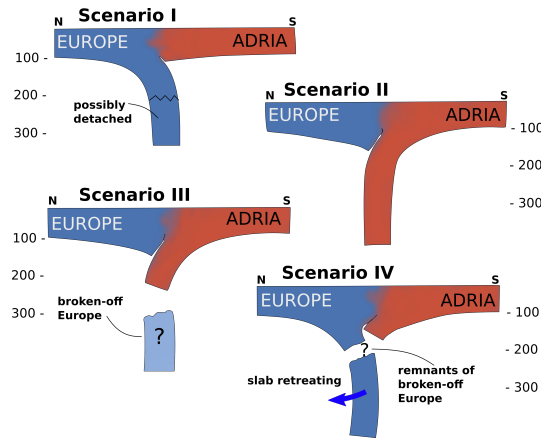 Scenario I
N S
EUROPE ADRIA
100 -
200 -
300 -
possibly
detached
Scenario II
N S
EUROPE ADRIA
- 100
- 200
- 300
Scenario III
N S
EUROPE ADRIA
100 -
200 -
300 -
broken-off
Europe
?
Scenario IV
N S
EUROPE ADRIA
- 100
- 200
- 300
?
slab retreating
remnants of
broken-off
Europe